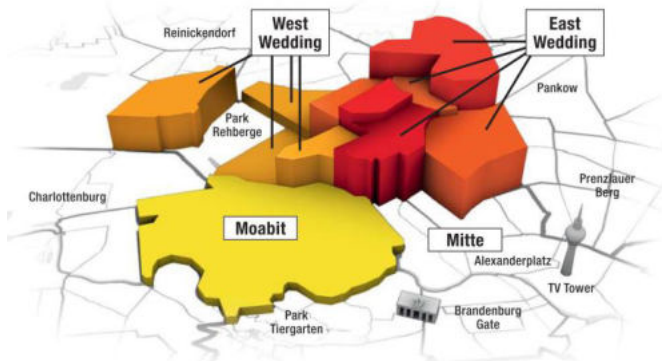 Reinickendorf
West
Wedding
East
Wedding
Pankow
Park
Rehberge
Charlottenburg
Prenzlauer
Berg
Moabit
Mitte
Alexanderplatz
TV Tower
Park
Tiergarten
Brandenburg
Gate